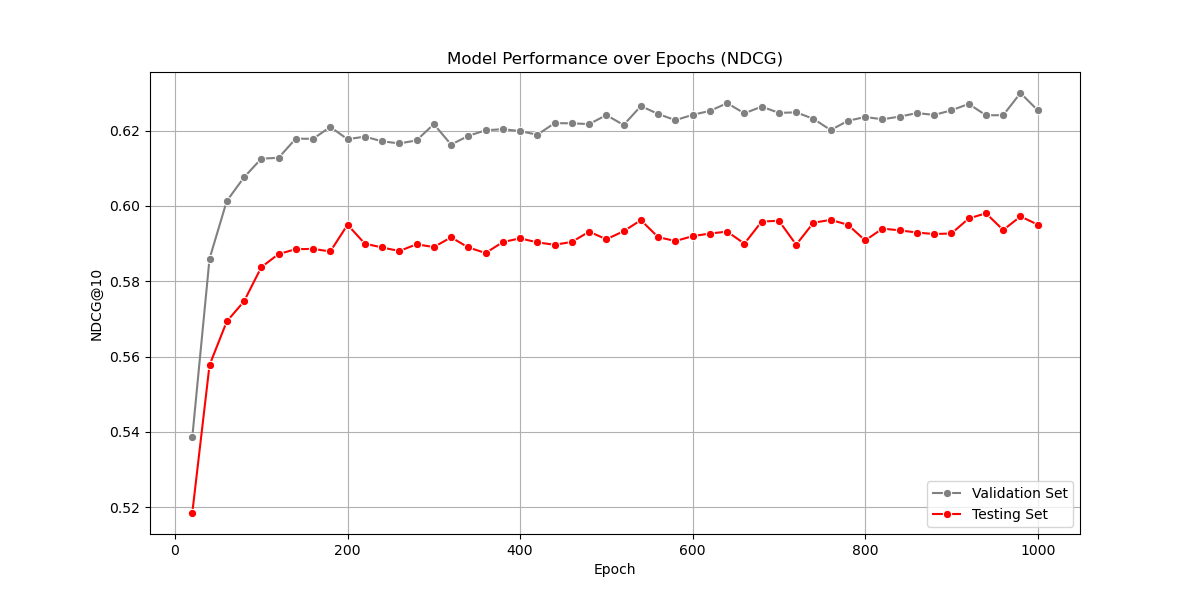 Model Performance over Epochs (NDCG)
NDCG@10
0.62
0.60
0.58
0.56
0.54
0.52
0
200
400
600
800
1000
Epoch
Validation Set
Testing Set